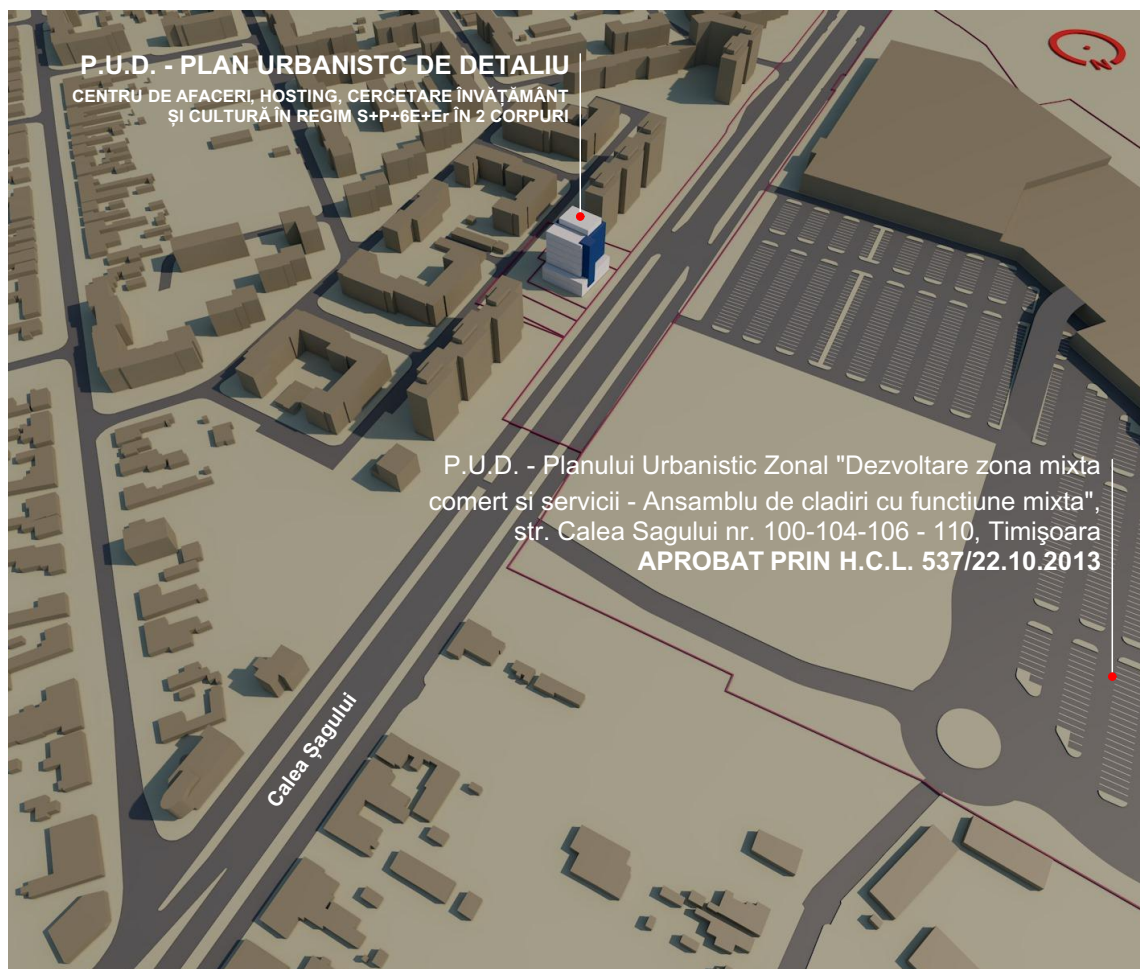 P.U.D. - PLAN URBANISTC DE DETALIU
CENTRU DE AFACERI, HOSTING, CERCETARE ÎNVĂȚĂMÂNT
ȘI CULTURĂ ÎN REGIM S+P+6E+Er ÎN 2 CORPURI
N
P.U.D. - Planului Urbanistic Zonal "Dezvoltare zona mixta
comert si servicii - Ansamblu de cladiri cu functiune mixta",
str. Calea Sagului nr. 100-104-106 - 110, Timişoara
APROBAT PRIN H.C.L. 537/22.10.2013
Calea Șagului